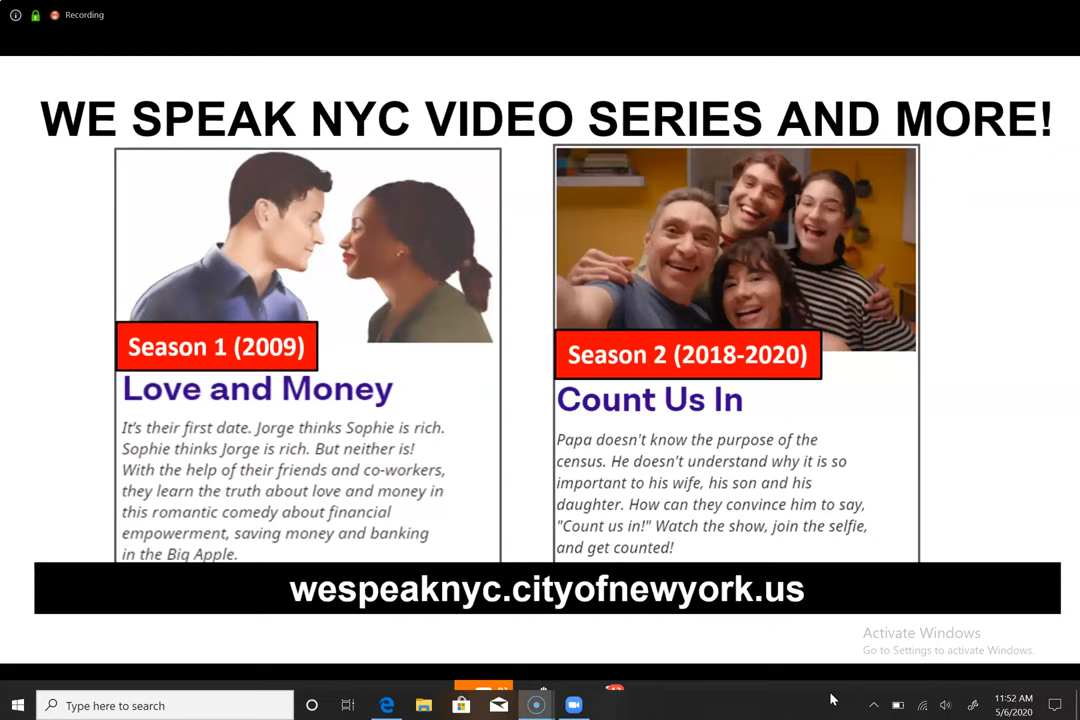 Recording
WE SPEAK NYC VIDEO SERIES AND MORE!
Season 1 (2009)
Love and Money
It's their first date. Jorge thinks Sophie is rich.
Sophie thinks Jorge is rich. But neither is!
With the help of their friends and co-workers,
they learn the truth about love and money in
this romantic comedy about financial
empowerment, saving money and banking
in the Big Apple.
Season 2 (2018-2020)
Count Us In
Papa doesn't know the purpose of the
census. He doesn't understand why it is so
important to his wife, his son and his
daughter. How can they convince him to say,
"Count us in!" Watch the show, join the selfie,
and get counted!
wespeaknyc.cityofnewyork.us
Activate Windows
Go to Settings to activate Windows.
Type here to search
11:52 AM
5/6/2020